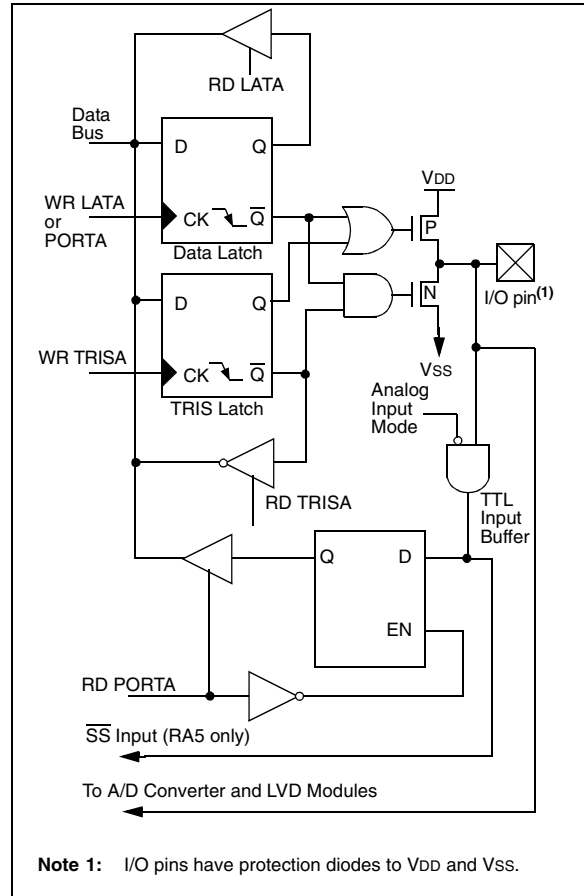 RD LATA
Data
Bus
D Q
VDD
WR LATA
or
PORTA
CK Q̅
P
Data Latch
D Q
N
I/O pin(1)
WR TRISA
CK Q̅
VSS
TRIS Latch
Analog
Input
Mode
RD TRISA
TTL
Input
Buffer
Q D
EN
RD PORTA
S̅S̅ Input (RA5 only)
To A/D Converter and LVD Modules
Note 1: I/O pins have protection diodes to VDD and VSS.